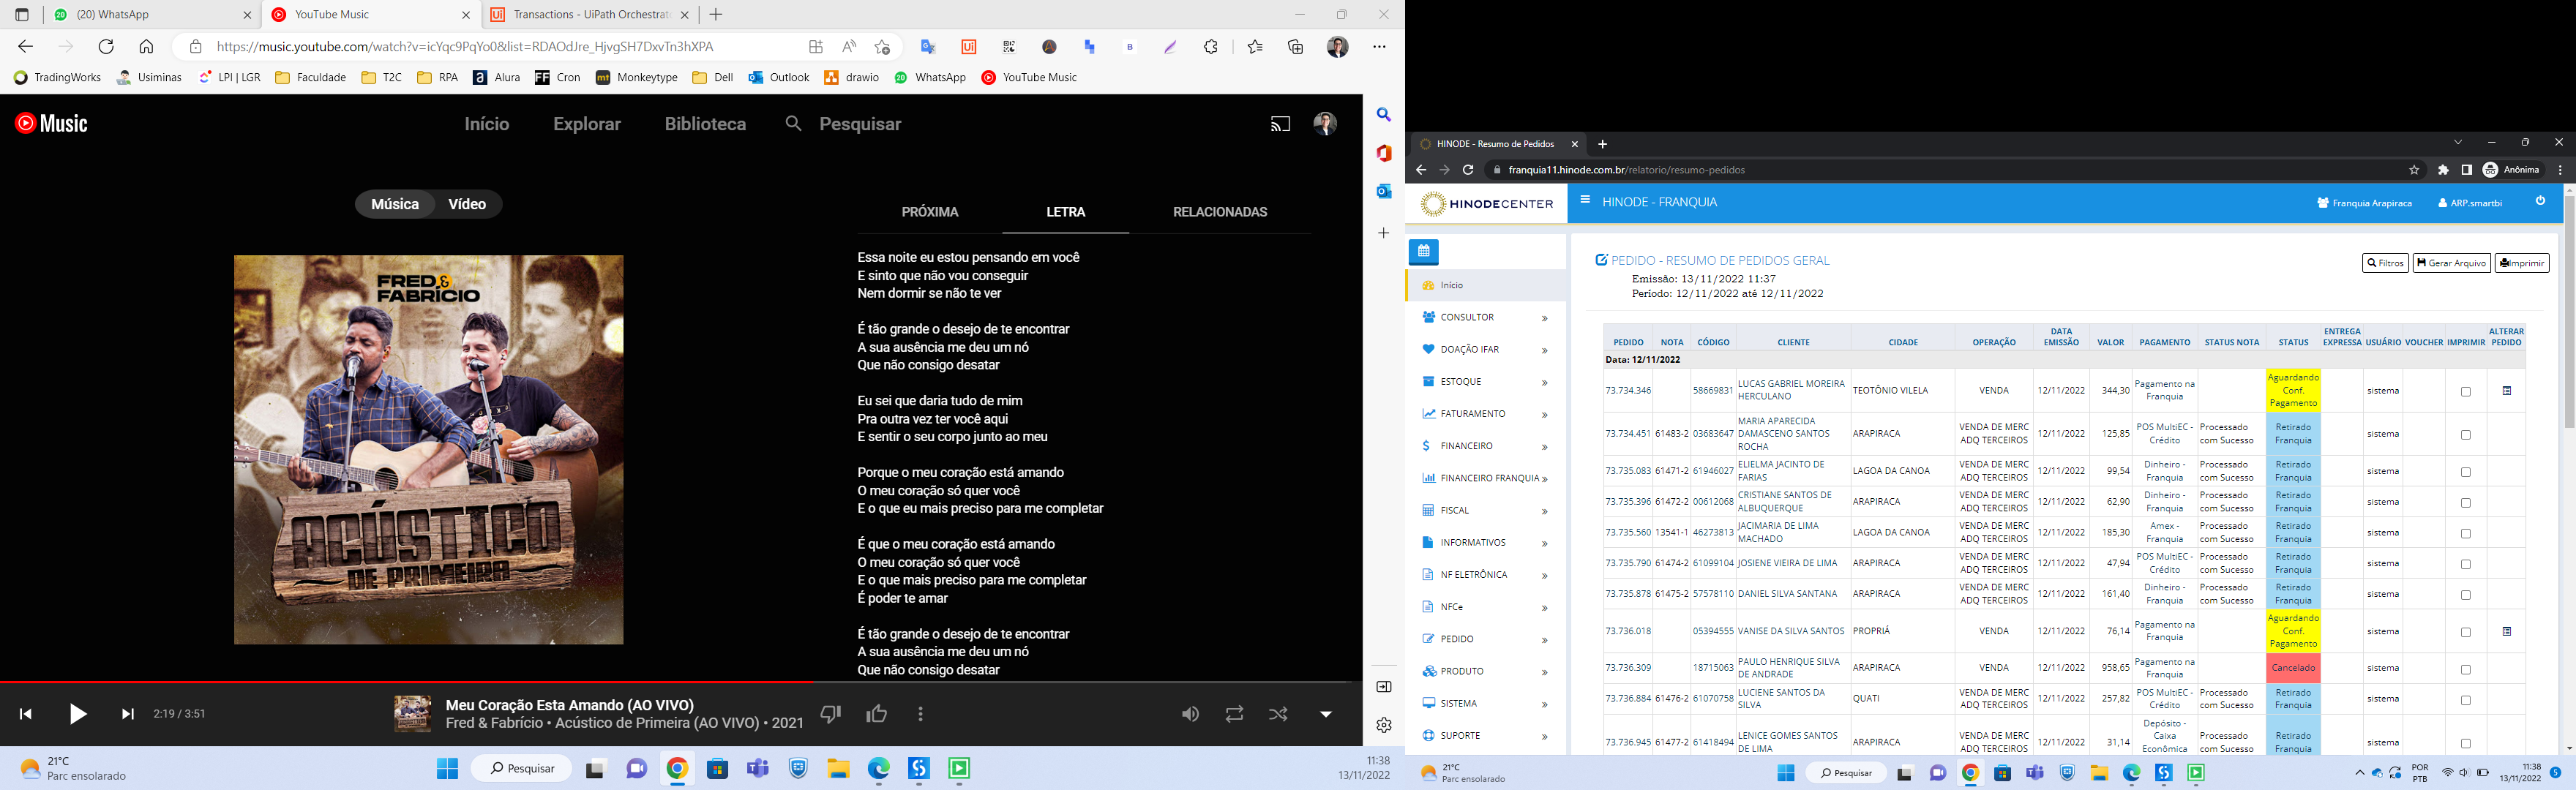 (20) WhatsApp
YouTube Music
Transactions - UiPath Orchestrat
https://music.youtube.com/watch?v=icYqc9PqYo0&list=RDAOdJre_HjvgSH7DxvTn3hXPA
TradingWorks
Usiminas
LPI | LGR
Faculdade
T2C
RPA
Alura
Cron
Monkeytype
Dell
Outlook
drawio
WhatsApp
YouTube Music
Music
Início
Explorar
Biblioteca
Pesquisar
Música
Vídeo
PRÓXIMA
LETRA
RELACIONADAS
FRED &
FABRÍCIO
ACÚSTICO
DE PRIMEIRA
Essa noite eu estou pensando em você
E sinto que não vou conseguir
Nem dormir se não te ver
É tão grande o desejo de te encontrar
A sua ausência me deu um nó
Que não consigo desatar
Eu sei que daria tudo de mim
Pra outra vez ter você aqui
E sentir o seu corpo junto ao meu
Porque o meu coração está amando
O meu coração só quer você
E o que eu mais preciso para me completar
É que o meu coração está amando
O meu coração só quer você
E o que mais preciso para me completar
É poder te amar
É tão grande o desejo de te encontrar
A sua ausência me deu um nó
Que não consigo desatar
2:19 / 3:51
Meu Coração Esta Amando (AO VIVO)
Fred & Fabrício • Acústico de Primeira (AO VIVO) • 2021
21°C
Parc ensolarado
Pesquisar
11:38
13/11/2022
HINODE - Resumo de Pedidos
franquia11.hinode.com.br/relatorio/resumo-pedidos
Anônima
HINODECENTER
HINODE - FRANQUIA
Franquia Arapiraca
ARP.smartbi
Início
CONSULTOR
DOAÇÃO IFAR
ESTOQUE
FATURAMENTO
FINANCEIRO
FINANCEIRO FRANQUIA
FISCAL
INFORMATIVOS
NF ELETRÔNICA
NFCe
PEDIDO
PRODUTO
SISTEMA
SUPORTE
PEDIDO - RESUMO DE PEDIDOS GERAL
Emissão: 13/11/2022 11:37
Período: 12/11/2022 até 12/11/2022
Filtros
Gerar Arquivo
Imprimir
PEDIDO NOTA CÓDIGO CLIENTE CIDADE OPERAÇÃO DATA EMISSÃO VALOR PAGAMENTO STATUS NOTA STATUS ENTREGA EXPRESSA USUÁRIO VOUCHER IMPRIMIR ALTERAR PEDIDO
Data: 12/11/2022
73.734.346 58669831 LUCAS GABRIEL MOREIRA HERCULANO TEOTÔNIO VILELA VENDA 12/11/2022 344,30 Pagamento na Franquia Aguardando Conf. Pagamento sistema
73.734.451 61483-2 03683647 MARIA APARECIDA DAMASCENO SANTOS ROCHA ARAPIRACA VENDA DE MERC ADQ TERCEIROS 12/11/2022 125,85 POS MultiEC - Crédito Processado com Sucesso Retirado Franquia sistema
73.735.083 61471-2 61946027 ELIELMA JACINTO DE FARIAS LAGOA DA CANOA VENDA DE MERC ADQ TERCEIROS 12/11/2022 99,54 Dinheiro - Franquia Processado com Sucesso Retirado Franquia sistema
73.735.396 61472-2 00612068 CRISTIANE SANTOS DE ALBUQUERQUE ARAPIRACA VENDA DE MERC ADQ TERCEIROS 12/11/2022 62,90 Dinheiro - Franquia Processado com Sucesso Retirado Franquia sistema
73.735.560 13541-1 46273813 JACIMARIA DE LIMA MACHADO LAGOA DA CANOA VENDA DE MERC ADQ TERCEIROS 12/11/2022 185,30 Amex - Franquia Processado com Sucesso Retirado Franquia sistema
73.735.790 61474-2 61099104 JOSIENE VIEIRA DE LIMA ARAPIRACA VENDA DE MERC ADQ TERCEIROS 12/11/2022 47,94 POS MultiEC - Crédito Processado com Sucesso Retirado Franquia sistema
73.735.878 61475-2 57578110 DANIEL SILVA SANTANA ARAPIRACA VENDA DE MERC ADQ TERCEIROS 12/11/2022 161,40 Dinheiro - Franquia Processado com Sucesso Retirado Franquia sistema
73.736.018 05394555 VANISE DA SILVA SANTOS PROPRIÁ VENDA 12/11/2022 76,14 Pagamento na Franquia Aguardando Conf. Pagamento sistema
73.736.309 18715063 PAULO HENRIQUE SILVA DE ANDRADE ARAPIRACA VENDA 12/11/2022 958,65 Pagamento na Franquia Cancelado sistema
73.736.884 61476-2 61070758 LUCIENE SANTOS DA SILVA QUATI VENDA DE MERC ADQ TERCEIROS 12/11/2022 257,82 POS MultiEC - Crédito Processado com Sucesso Retirado Franquia sistema
73.736.945 61477-2 61418494 LENICE GOMES SANTOS DE LIMA ARAPIRACA VENDA DE MERC ADQ TERCEIROS 12/11/2022 31,14 Depósito - Caixa Econômica Processado com Sucesso Retirado Franquia sistema
21°C
Parc ensolarado
Pesquisar
POR
PTB
11:38
13/11/2022
5